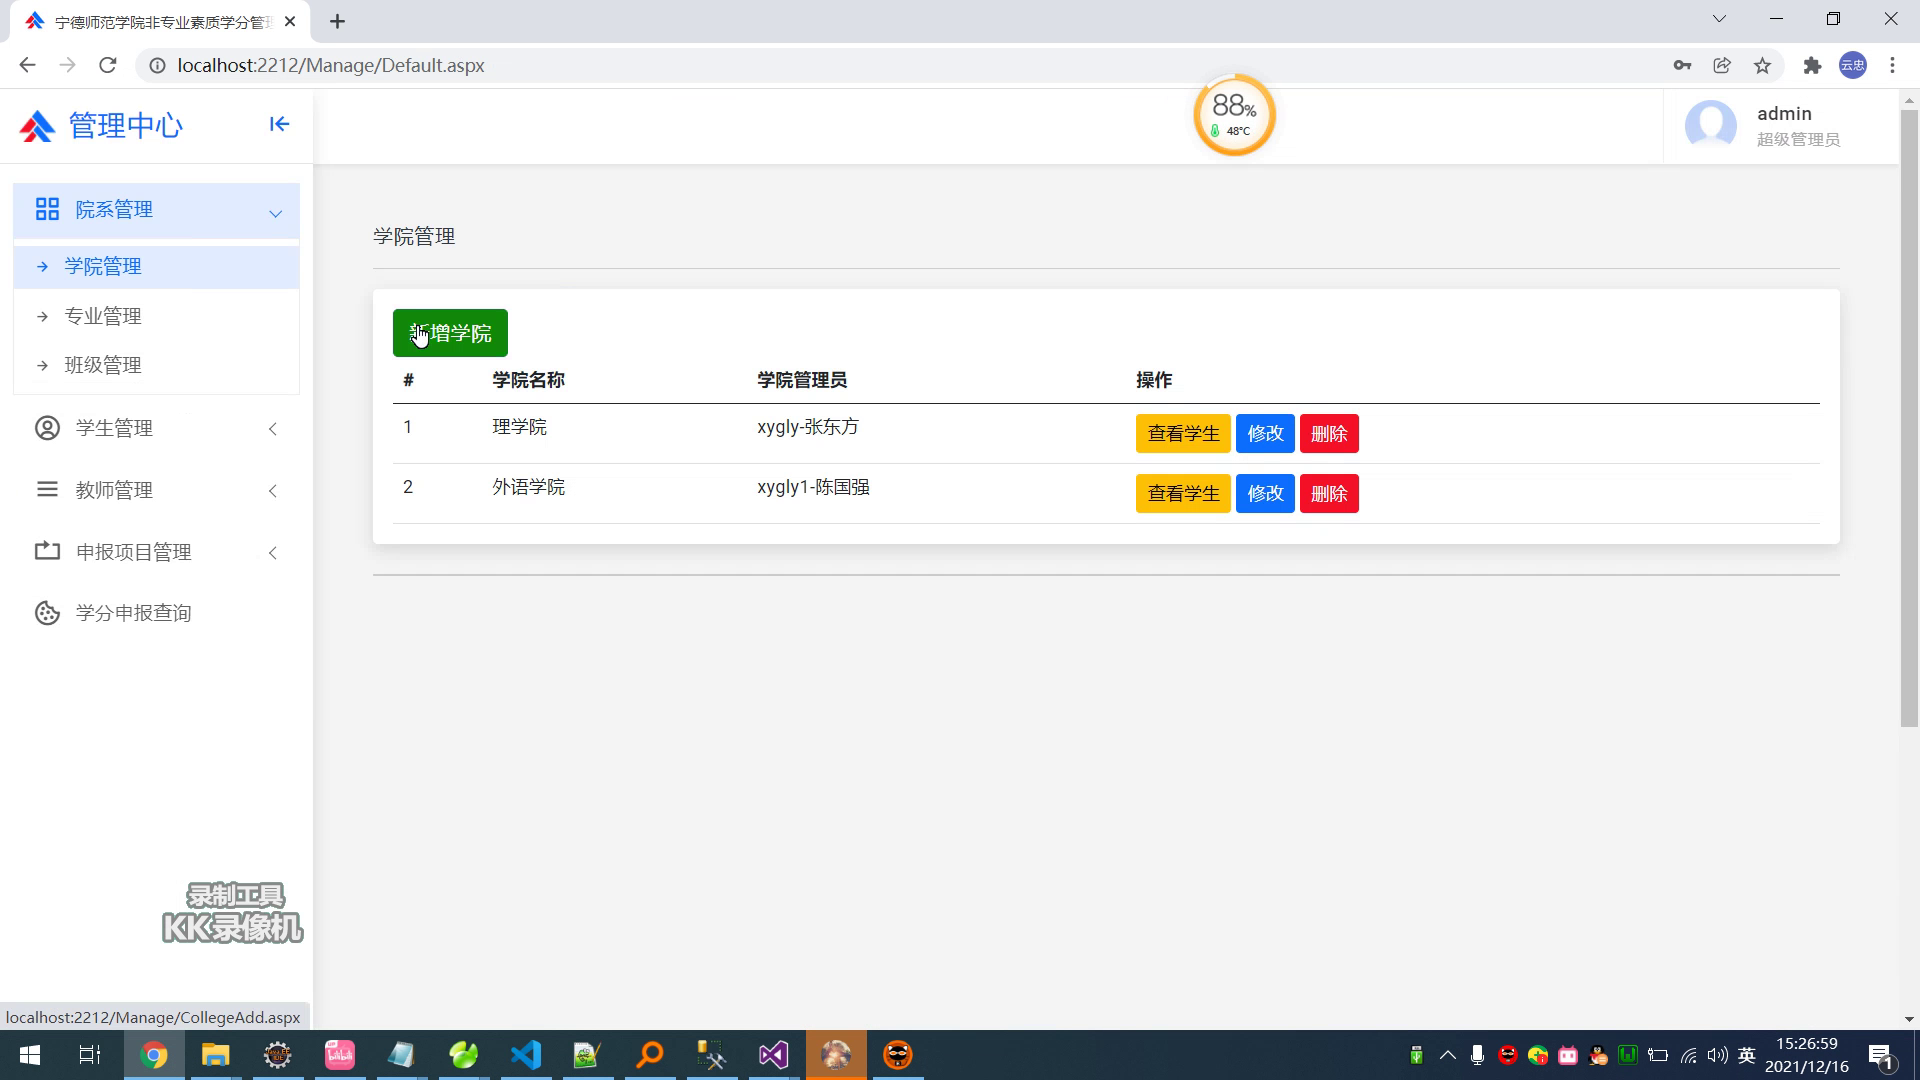 宁德师范学院非专业素质学分管理
localhost:2212/Manage/Default.aspx
云忠
管理中心
88%
48°C
admin
超级管理员
院系管理
学院管理
专业管理
班级管理
学生管理
教师管理
申报项目管理
学分申报查询
学院管理
新增学院
# 学院名称 学院管理员 操作
1 理学院 xygly-张东方 查看学生 修改 删除
2 外语学院 xygly1-陈国强 查看学生 修改 删除
录制工具
KK录像机
localhost:2212/Manage/CollegeAdd.aspx
英
15:26:59
2021/12/16
1